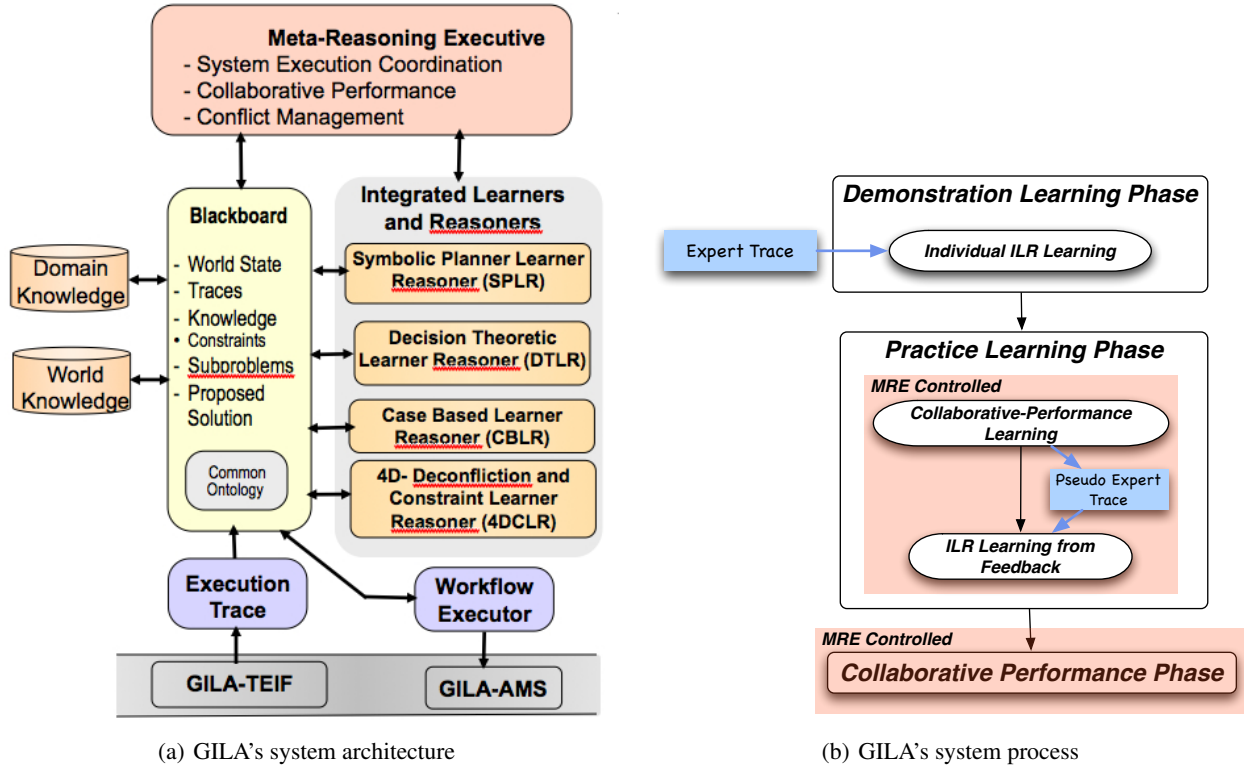 Meta-Reasoning Executive
- System Execution Coordination
- Collaborative Performance
- Conflict Management
Blackboard
- World State
- Traces
- Knowledge
• Constraints
- Subproblems
- Proposed
Solution
Common
Ontology
Domain
Knowledge
World
Knowledge
Integrated Learners
and Reasoners
Symbolic Planner Learner
Reasoner (SPLR)
Decision Theoretic
Learner Reasoner (DTLR)
Case Based Learner
Reasoner (CBLR)
4D- Deconfliction and
Constraint Learner
Reasoner (4DCLR)
Execution
Trace
Workflow
Executor
GILA-TEIF
GILA-AMS
(a) GILA's system architecture
Demonstration Learning Phase
Expert Trace
Individual ILR Learning
Practice Learning Phase
MRE Controlled
Collaborative-Performance
Learning
Pseudo Expert
Trace
ILR Learning from
Feedback
MRE Controlled
Collaborative Performance Phase
(b) GILA's system process